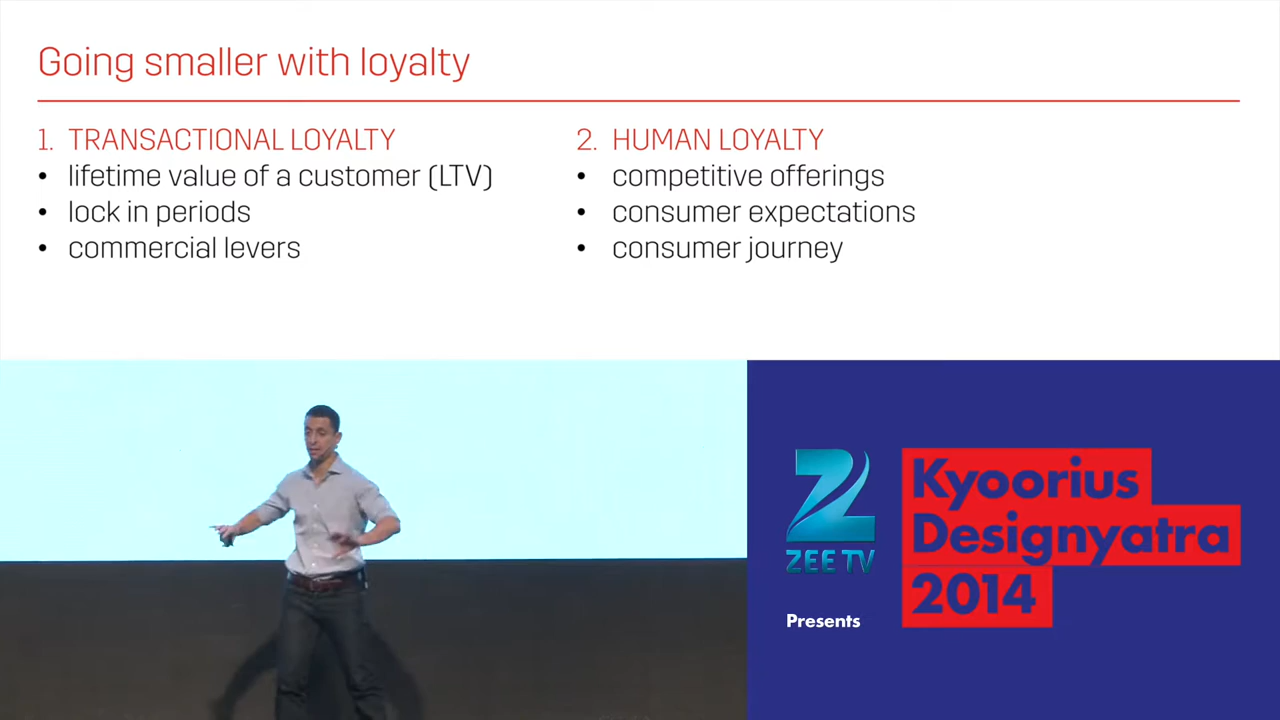 Going smaller with loyalty
1. TRANSACTIONAL LOYALTY
• lifetime value of a customer (LTV)
• lock in periods
• commercial levers
2. HUMAN LOYALTY
• competitive offerings
• consumer expectations
• consumer journey
Z
ZEE TV
Presents
Kyoorius
Designyatra
2014